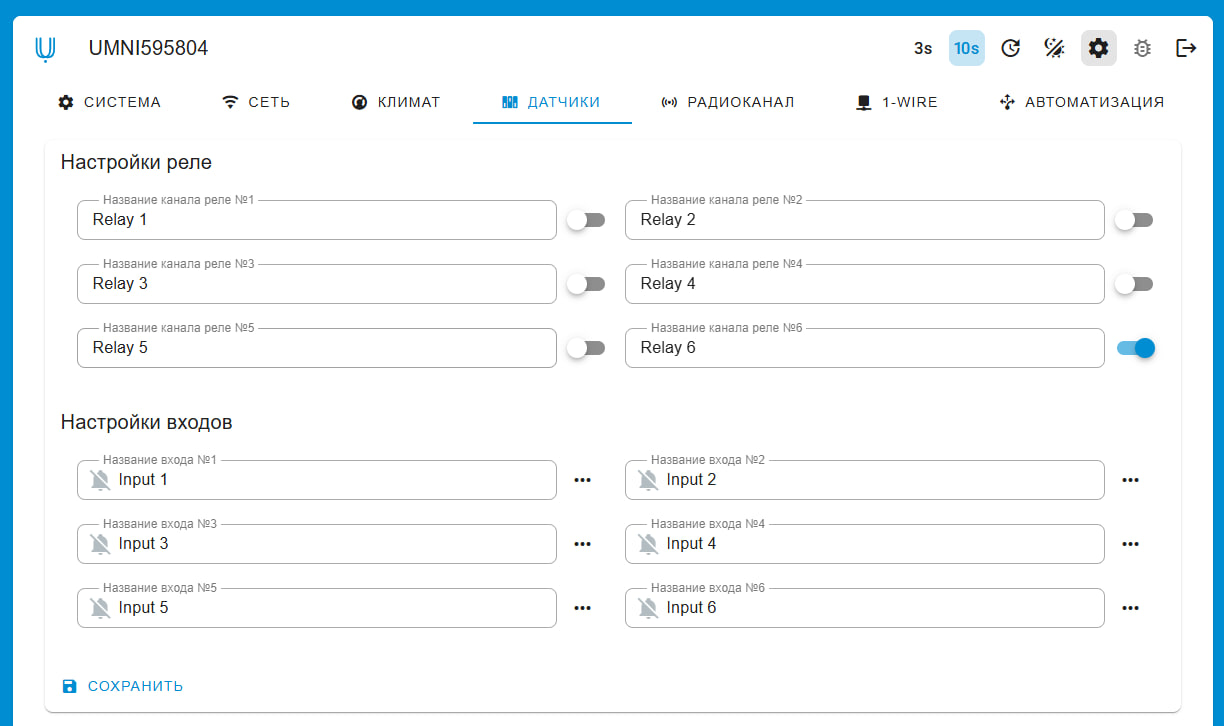 UMNI595804
3s
10s
СИСТЕМА
СЕТЬ
КЛИМАТ
ДАТЧИКИ
РАДИОКАНАЛ
1-WIRE
АВТОМАТИЗАЦИЯ
Настройки реле
Название канала реле №1
Relay 1
Название канала реле №2
Relay 2
Название канала реле №3
Relay 3
Название канала реле №4
Relay 4
Название канала реле №5
Relay 5
Название канала реле №6
Relay 6
Настройки входов
Название входа №1
Input 1
Название входа №2
Input 2
Название входа №3
Input 3
Название входа №4
Input 4
Название входа №5
Input 5
Название входа №6
Input 6
СОХРАНИТЬ